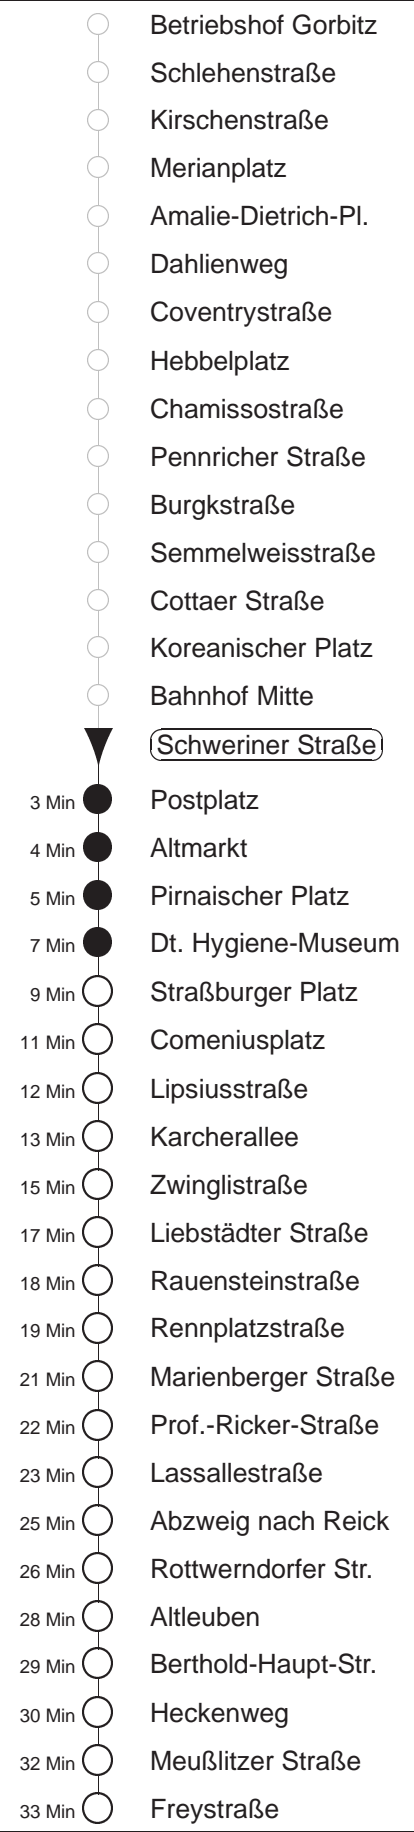 Betriebshof Gorbitz
Schlehenstraße
Kirschenstraße
Merianplatz
Amalie-Dietrich-Pl.
Dahlienweg
Coventrystraße
Hebbelplatz
Chamissostraße
Pennricher Straße
Burgkstraße
Semmelweisstraße
Cottaer Straße
Koreanischer Platz
Bahnhof Mitte
Schweriner Straße
3 Min Postplatz
4 Min Altmarkt
5 Min Pirnaischer Platz
7 Min Dt. Hygiene-Museum
9 Min Straßburger Platz
11 Min Comeniusplatz
12 Min Lipsiusstraße
13 Min Karcherallee
15 Min Zwinglistraße
17 Min Liebstädter Straße
18 Min Rauensteinstraße
19 Min Rennplatzstraße
21 Min Marienberger Straße
22 Min Prof.-Ricker-Straße
23 Min Lassallestraße
25 Min Abzweig nach Reick
26 Min Rottwerndorfer Str.
28 Min Altleuben
29 Min Berthold-Haupt-Str.
30 Min Heckenweg
32 Min Meußlitzer Straße
33 Min Freystraße